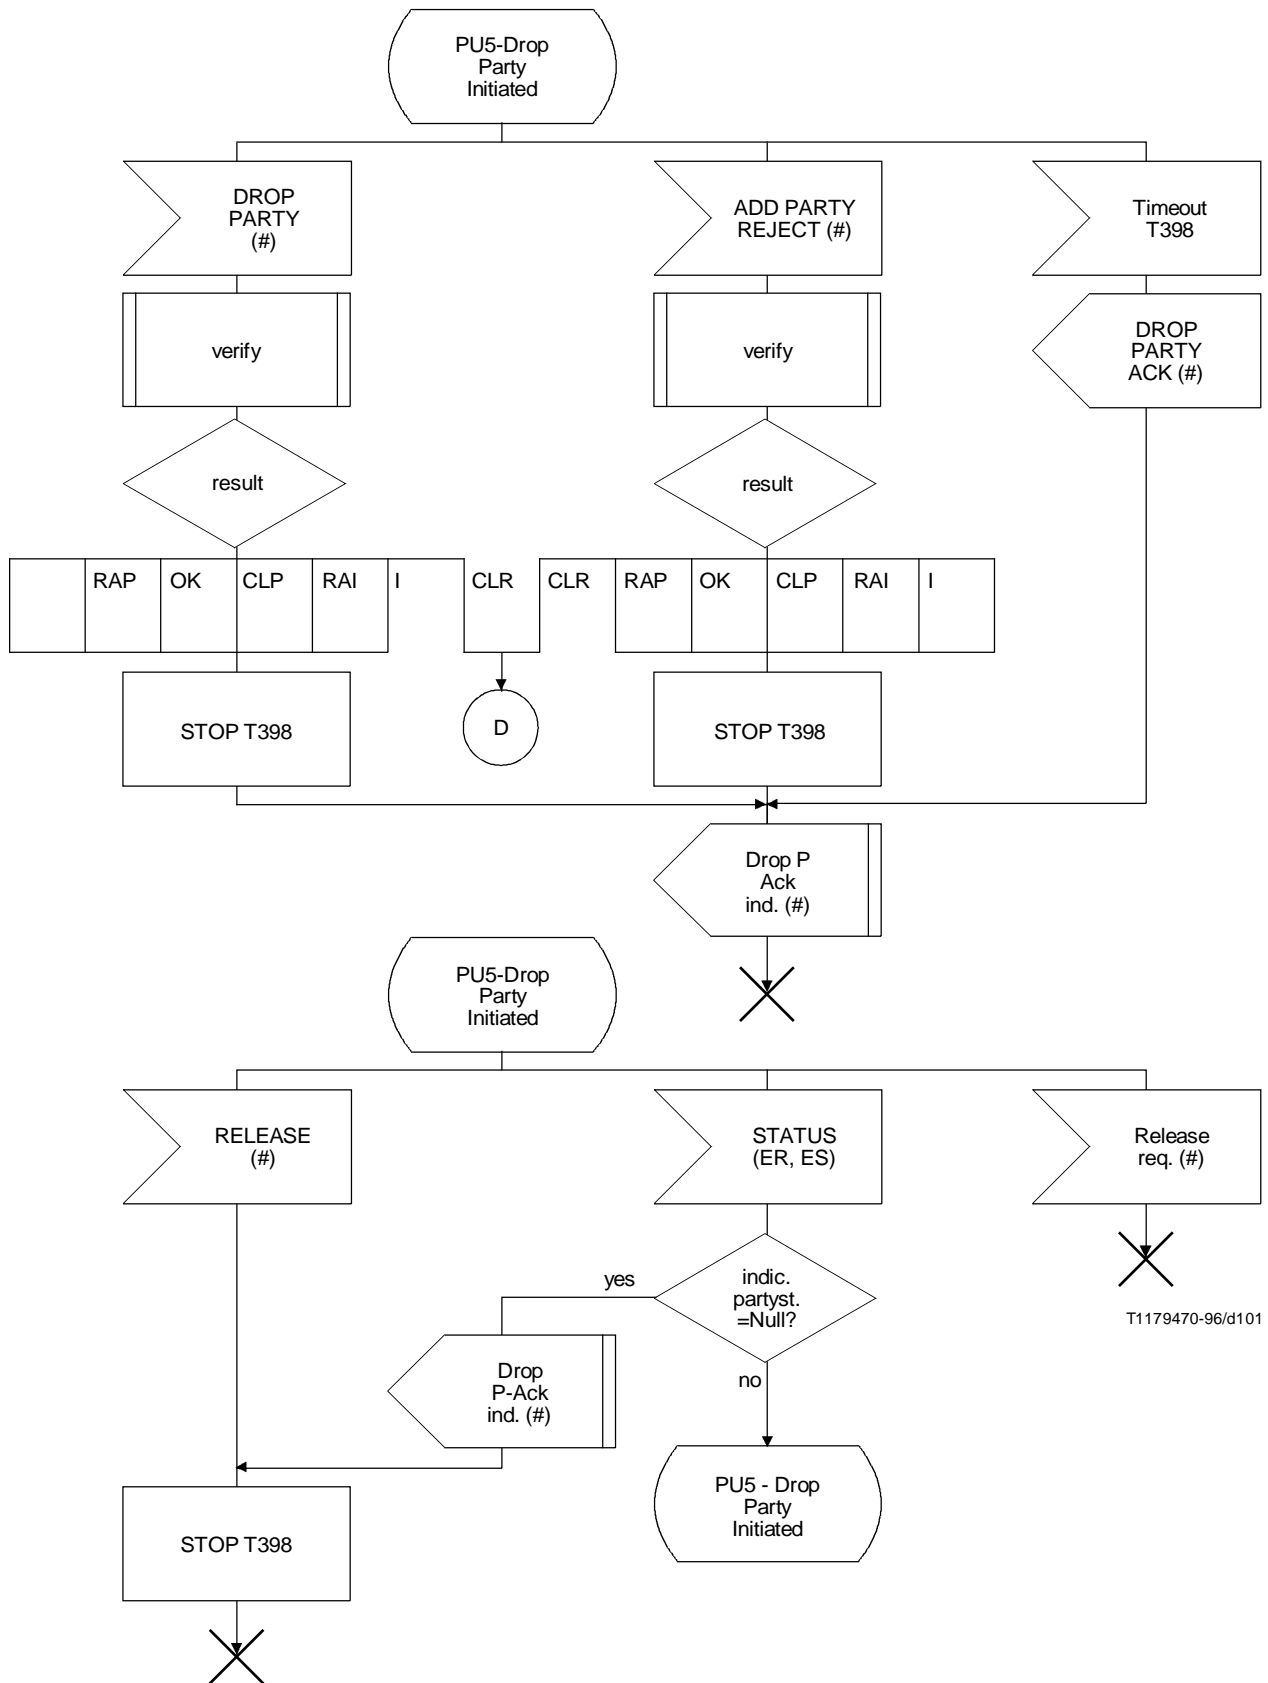 PU5-Drop
Party
Initiated
DROP
PARTY
(#)
ADD PARTY
REJECT (#)
Timeout
T398
verify
verify
DROP
PARTY
ACK (#)
result
result
RAP OK CLP RAI I CLR CLR RAP OK CLP RAI I
STOP T398
D
STOP T398
Drop P
Ack
ind. (#)
PU5-Drop
Party
Initiated
RELEASE
(#)
STATUS
(ER, ES)
Release
req. (#)
yes
indic.
partyst.
=Null?
T1179470-96/d101
Drop
P-Ack
ind. (#)
no
PU5 - Drop
Party
Initiated
STOP T398